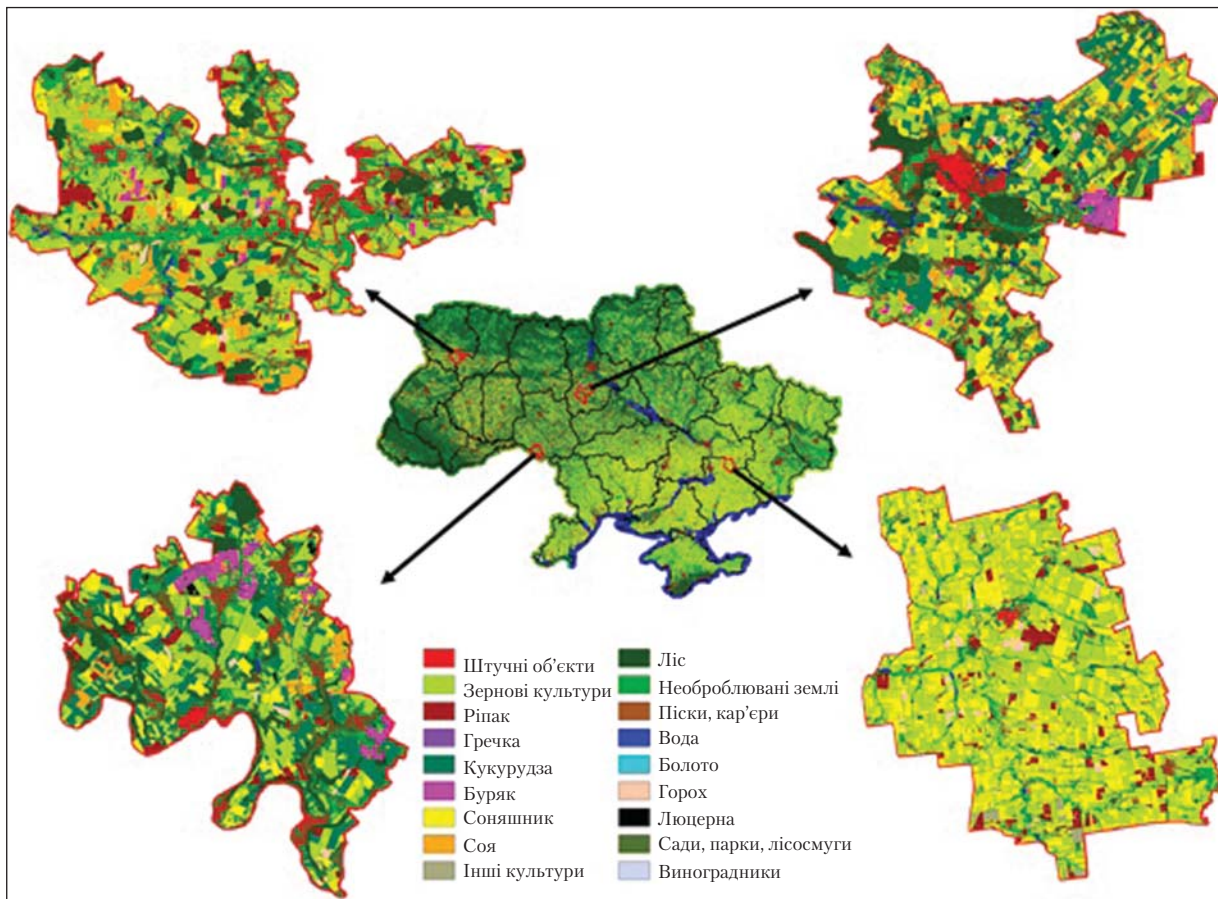 Штучні об’єкти
Зернові культури
Ріпак
Гречка
Кукурудза
Буряк
Соняшник
Соя
Інші культури
Ліс
Необроблювані землі
Піски, кар’єри
Вода
Болото
Горох
Люцерна
Сади, парки, лісосмуги
Виноградники